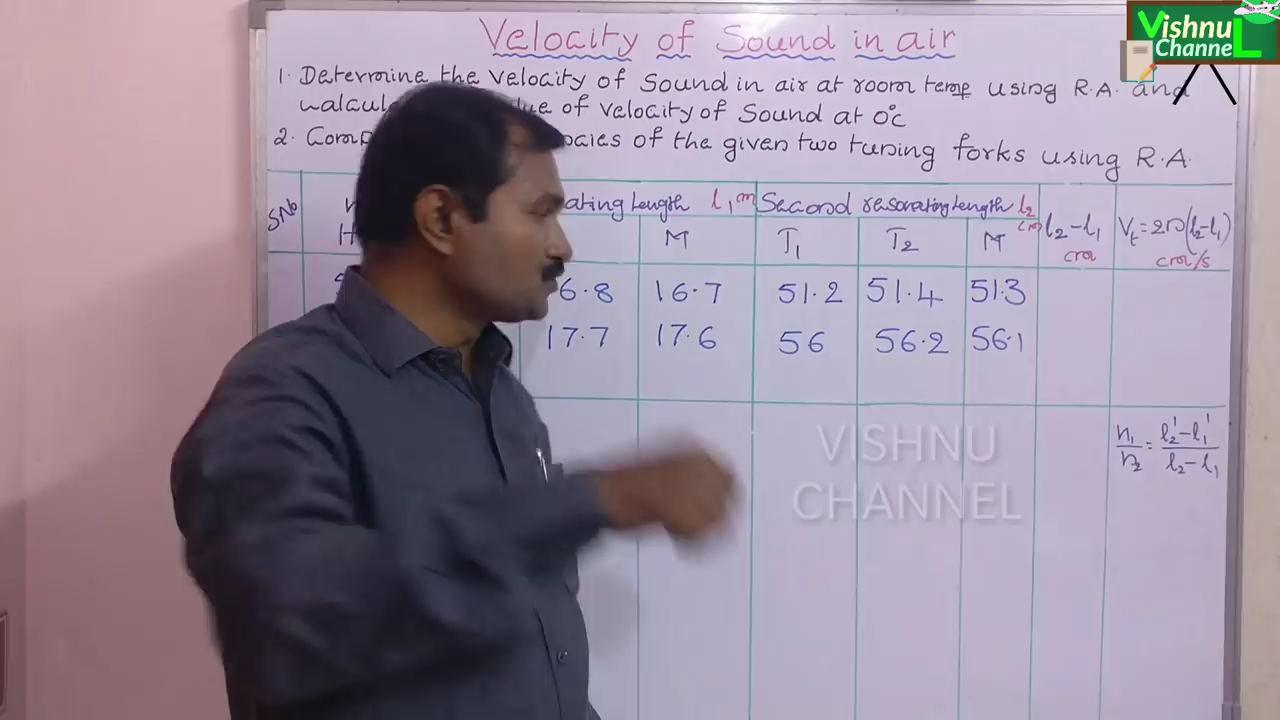 Vishnu
Channel
Velocity of Sound in air
1. Determine the velocity of Sound in air at room temp using R.A. and
walcul ue of velocity of Sound at 0°c
2. Comp cies of the given two tuning forks using R.A.
S.No ating length l₁ cm Second resonating length l₂ (cm) l₂-l₁ cm Vt = 2n(l₂-l₁) cm/s
H M T₁ T₂ M
6.8 16.7 51.2 51.4 51.3
17.7 17.6 56 56.2 56.1
n₁/n₂ = l₂'-l₁'/l₂-l₁
VISHNU
CHANNEL